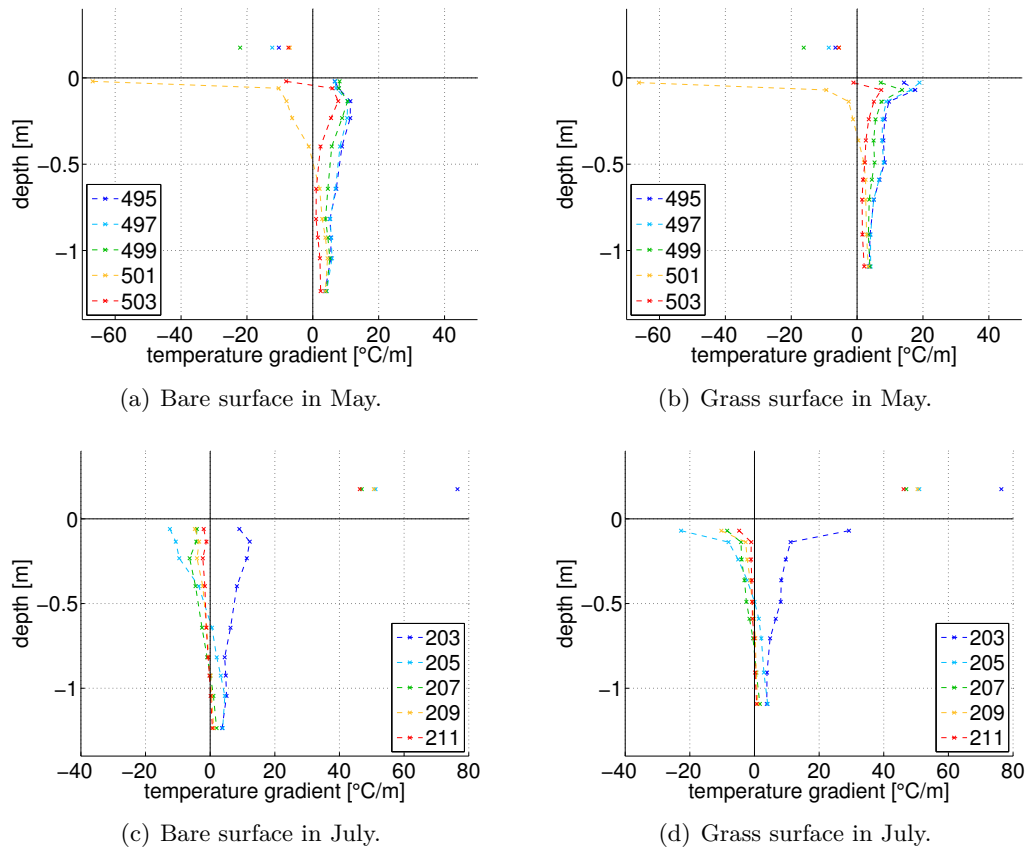 0
−0.5
−1
depth [m]
495
497
499
501
503
−60 −40 −20 0 20 40
temperature gradient [°C/m]
(a) Bare surface in May.
0
−0.5
−1
depth [m]
495
497
499
501
503
−60 −40 −20 0 20 40
temperature gradient [°C/m]
(b) Grass surface in May.
0
−0.5
−1
depth [m]
203
205
207
209
211
−40 −20 0 20 40 60 80
temperature gradient [°C/m]
(c) Bare surface in July.
0
−0.5
−1
depth [m]
203
205
207
209
211
−40 −20 0 20 40 60 80
temperature gradient [°C/m]
(d) Grass surface in July.